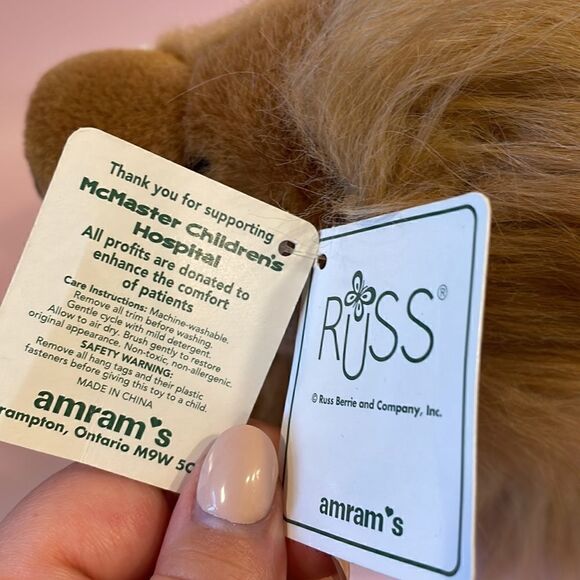 Thank you for supporting
McMaster Children's
Hospital
All profits are donated to
enhance the comfort
of patients
Care Instructions: Machine-washable.
Remove all trim before washing.
Gentle cycle with mild detergent.
Allow to air dry. Brush gently to restore
original appearance. Non-toxic, non-allergenic.
SAFETY WARNING:
Remove all hang tags and their plastic
fasteners before giving this toy to a child.
MADE IN CHINA
amram's
rampton, Ontario M9W 5C
RUSS®
© Russ Berrie and Company, Inc.
amram's